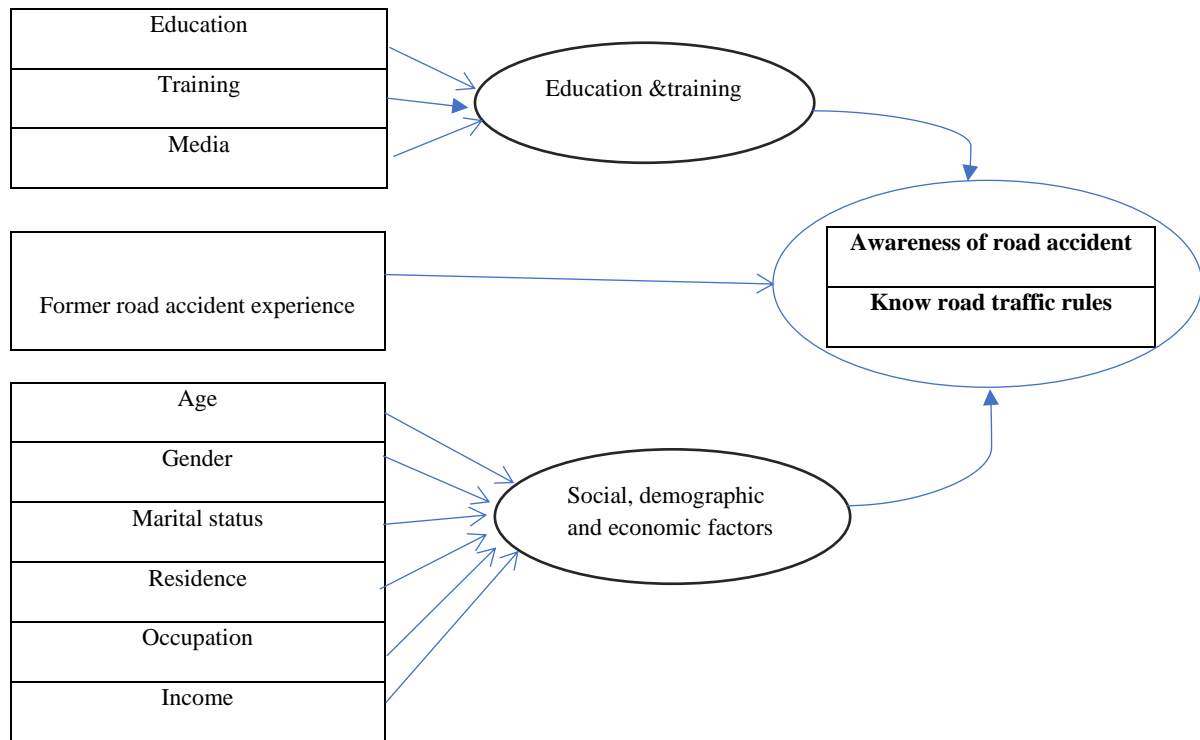 Education
Training
Media
Education &training
Former road accident experience
Awareness of road accident
Know road traffic rules
Age
Gender
Marital status
Residence
Occupation
Income
Social, demographic
and economic factors